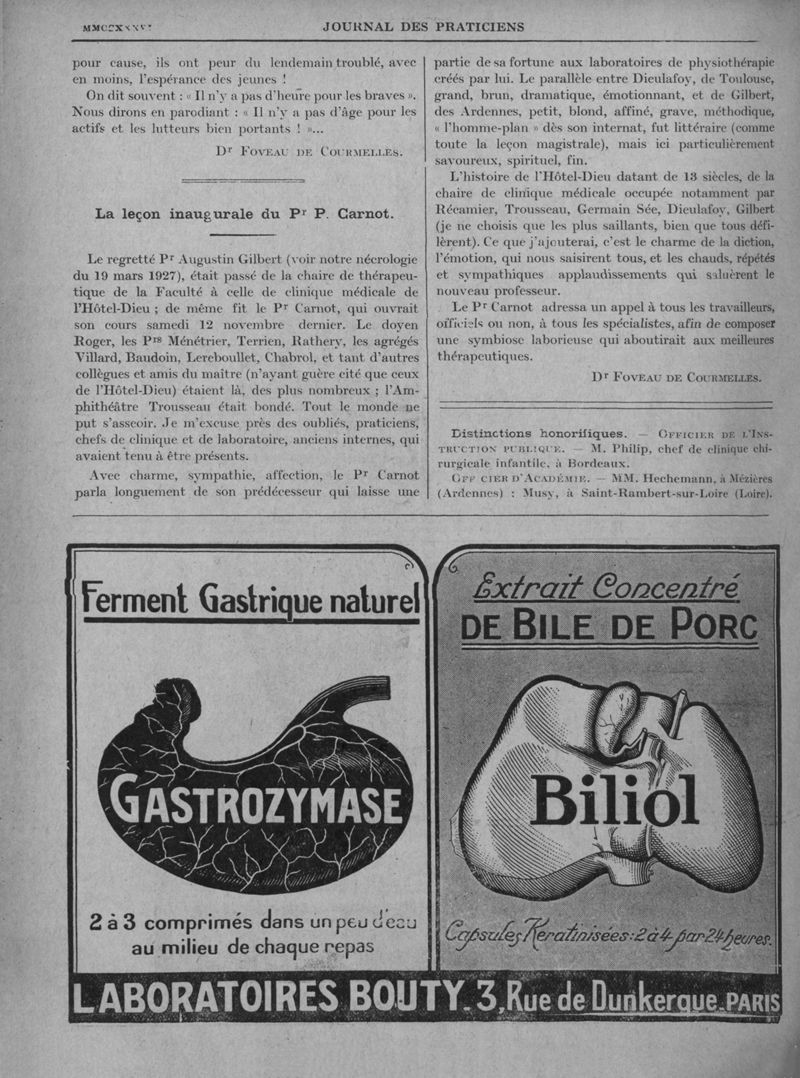 JOURNAL DES PRATICIENS
pour cause, ils ont peur du lendemain troublé, avec
en moins, l'espérance des jeunes !
On dit souvent : « Il n'y a pas d'heure pour les braves ».
Nous dirons en parodiant : « Il n'y a pas d'âge pour les
actifs et les lutteurs bien portants ! »...
Dr FOVEAU DE COURMELLES.
La leçon inaugurale du Pr P. Carnot.
Le regretté Pr Augustin Gilbert (voir notre nécrologie
du 19 mars 1927), était passé de la chaire de thérapeu-
tique de la Faculté à celle de clinique médicale de
l'Hôtel-Dieu ; de même fit le Pr Carnot, qui ouvrait
son cours samedi 12 novembre dernier. Le doyen
Roger, les Prs Ménétrier, Terrien, Rathery, les agrégés
Villard, Baudoin, Lereboullet, Chabrol, et tant d'autres
collègues et amis du maître (n'ayant guère cité que ceux
de l'Hôtel-Dieu) étaient là, des plus nombreux ; l'Am-
phithéâtre Trousseau était bondé. Tout le monde ne
put s'asseoir. Je m'excuse près des oubliés, praticiens,
chefs de clinique et de laboratoire, anciens internes, qui
avaient tenu à être présents.
Avec charme, sympathie, affection, le Pr Carnot
parla longuement de son prédécesseur qui laisse une
partie de sa fortune aux laboratoires de physiothérapie
créés par lui. Le parallèle entre Dieulafoy, de Toulouse,
grand, brun, dramatique, émotionnant, et de Gilbert,
des Ardennes, petit, blond, affiné, grave, méthodique,
« l'homme-plan » dès son internat, fut littéraire (comme
toute la leçon magistrale), mais ici particulièrement
savoureux, spirituel, fin.
L'histoire de l'Hôtel-Dieu datant de 13 siècles, de la
chaire de clinique médicale occupée notamment par
Récamier, Trousseau, Germain Sée, Dieulafoy, Gilbert
(je ne choisis que les plus saillants, bien que tous défi-
lèrent). Ce que j'ajouterai, c'est le charme de la diction,
l'émotion, qui nous saisirent tous, et les chauds, répétés
et sympathiques applaudissements qui saluèrent le
nouveau professeur.
Le Pr Carnot adressa un appel à tous les travailleurs,
officiels ou non, à tous les spécialistes, afin de composer
une symbiose laborieuse qui aboutirait aux meilleures
thérapeutiques.
Dr FOVEAU DE COURMELLES.
Distinctions honorifiques. — OFFICIER DE L'INS-
TRUCTION PUBLIQUE. — M. Philip, chef de clinique chi-
rurgicale infantile, à Bordeaux.
OFFICIER D'ACADÉMIE. — MM. Hechemann, à Mézières
(Ardennes) ; Musy, à Saint-Rambert-sur-Loire (Loire).
Ferment Gastrique naturel
GASTROZYMASE
2 à 3 comprimés dans un peu d'eau
au milieu de chaque repas
Extrait Concentré
DE BILE DE PORC
Biliol
Capsules Kératinisées: 2 à 4 par 24 heures.
LABORATOIRES BOUTY_3, Rue de Dunkerque_PARIS